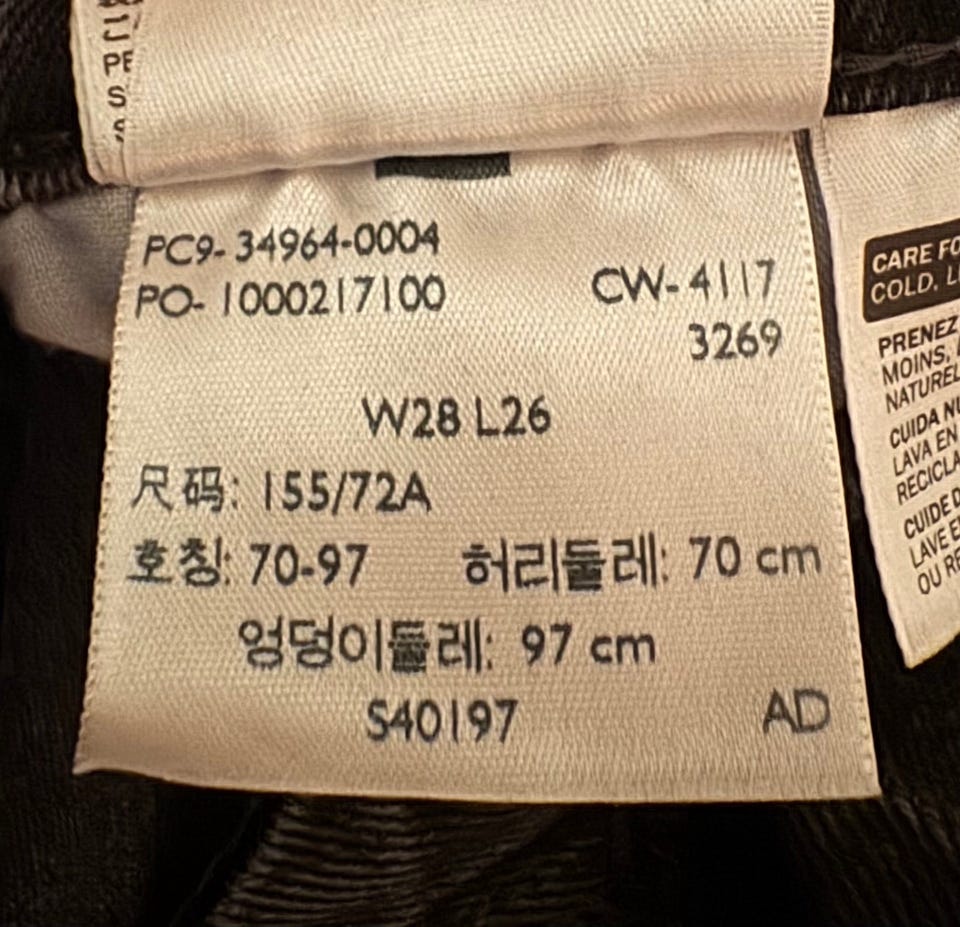 PE
S
PC9- 34964-0004
PO- 1000217100
CW- 4117
3269
W28 L26
尺码: 155/72A
호칭: 70-97 허리둘레: 70 cm
엉덩이둘레: 97 cm
S40197 AD
CARE FO
COLD. L
PRENEZ
MOINS,
NATUREL
CUIDA NU
LAVA EN
RECICLA
CUIDE D
LAVE E
OU RE